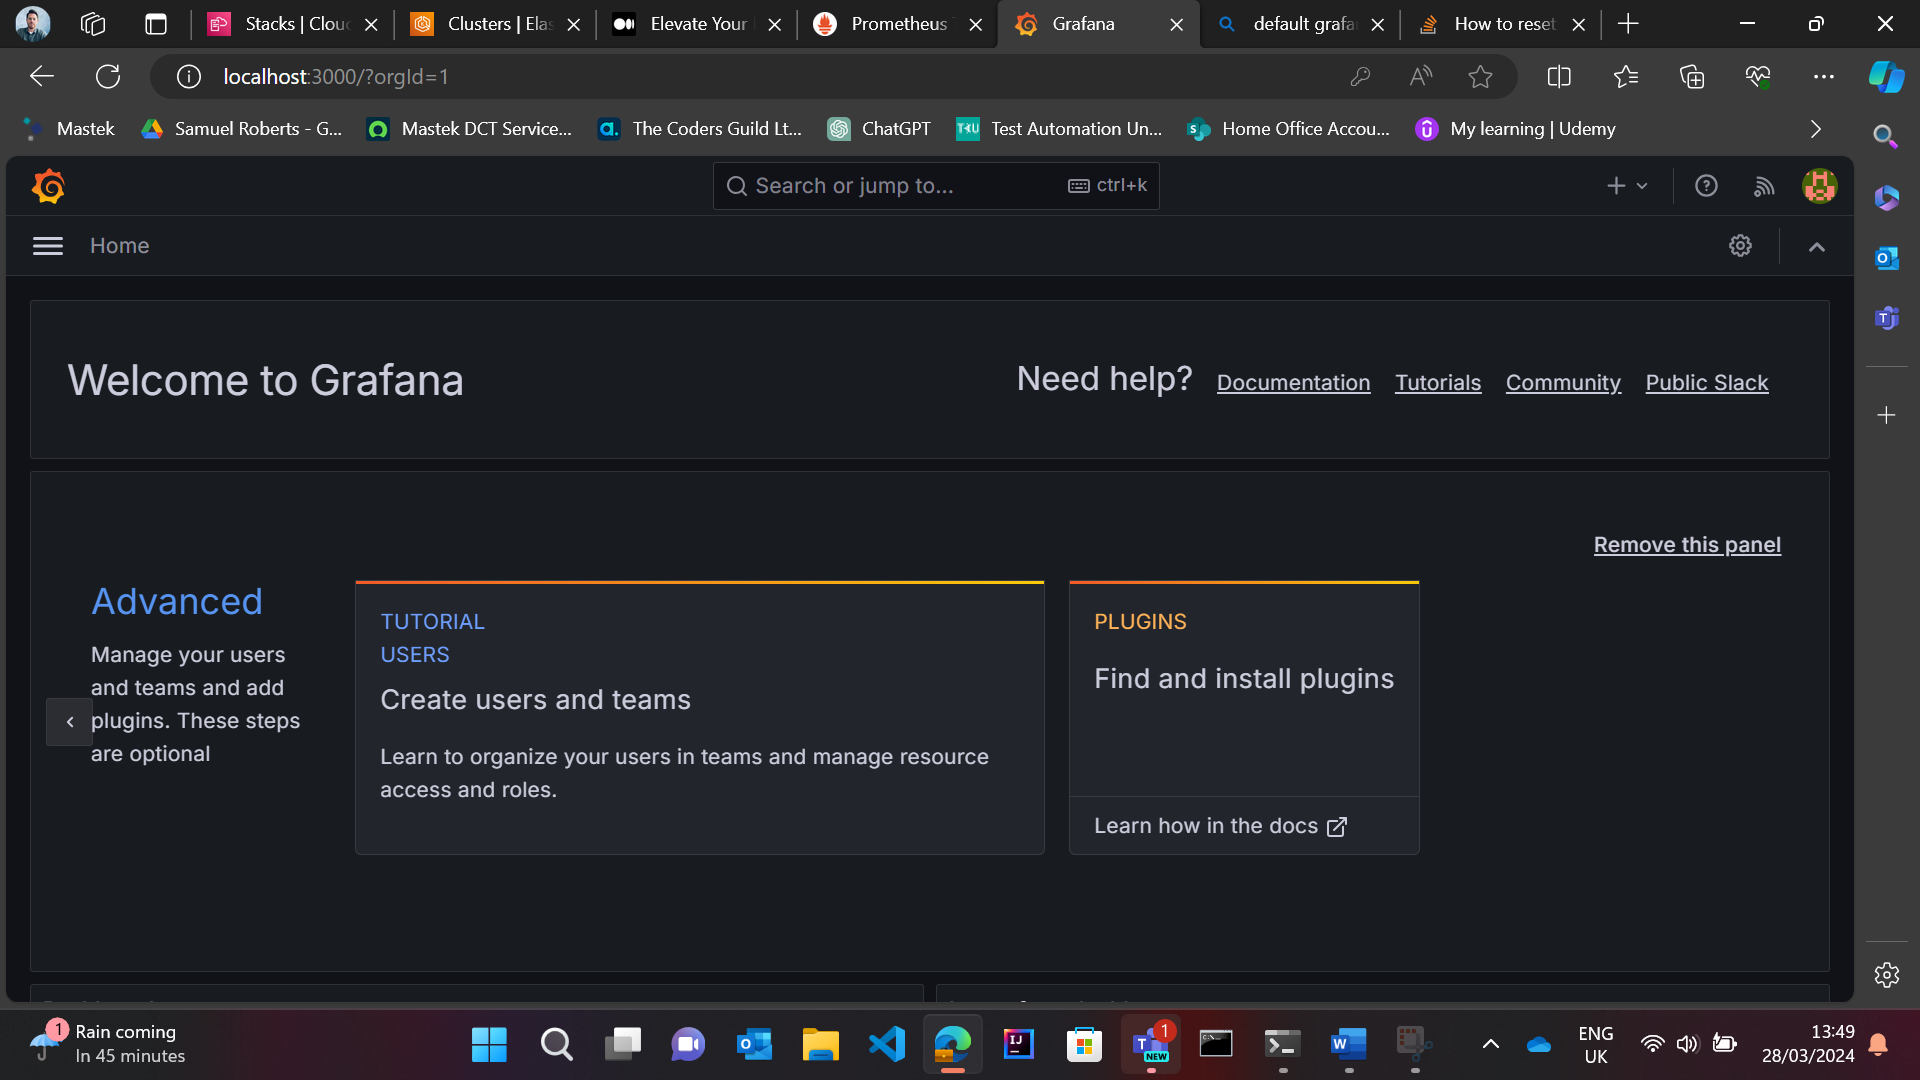 Stacks | Clou
Clusters | Elas
Elevate Your
Prometheus
Grafana
default grafa
How to reset
localhost:3000/?orgId=1
Mastek
Samuel Roberts - G...
Mastek DCT Service...
The Coders Guild Lt...
ChatGPT
Test Automation Un...
Home Office Accou...
My learning | Udemy
Search or jump to...
ctrl+k
Home
Welcome to Grafana
Need help?
Documentation
Tutorials
Community
Public Slack
Remove this panel
Advanced
Manage your users
and teams and add
plugins. These steps
are optional
TUTORIAL
USERS
Create users and teams
Learn to organize your users in teams and manage resource
access and roles.
PLUGINS
Find and install plugins
Learn how in the docs
1
Rain coming
In 45 minutes
1
NEW
ENG
UK
13:49
28/03/2024